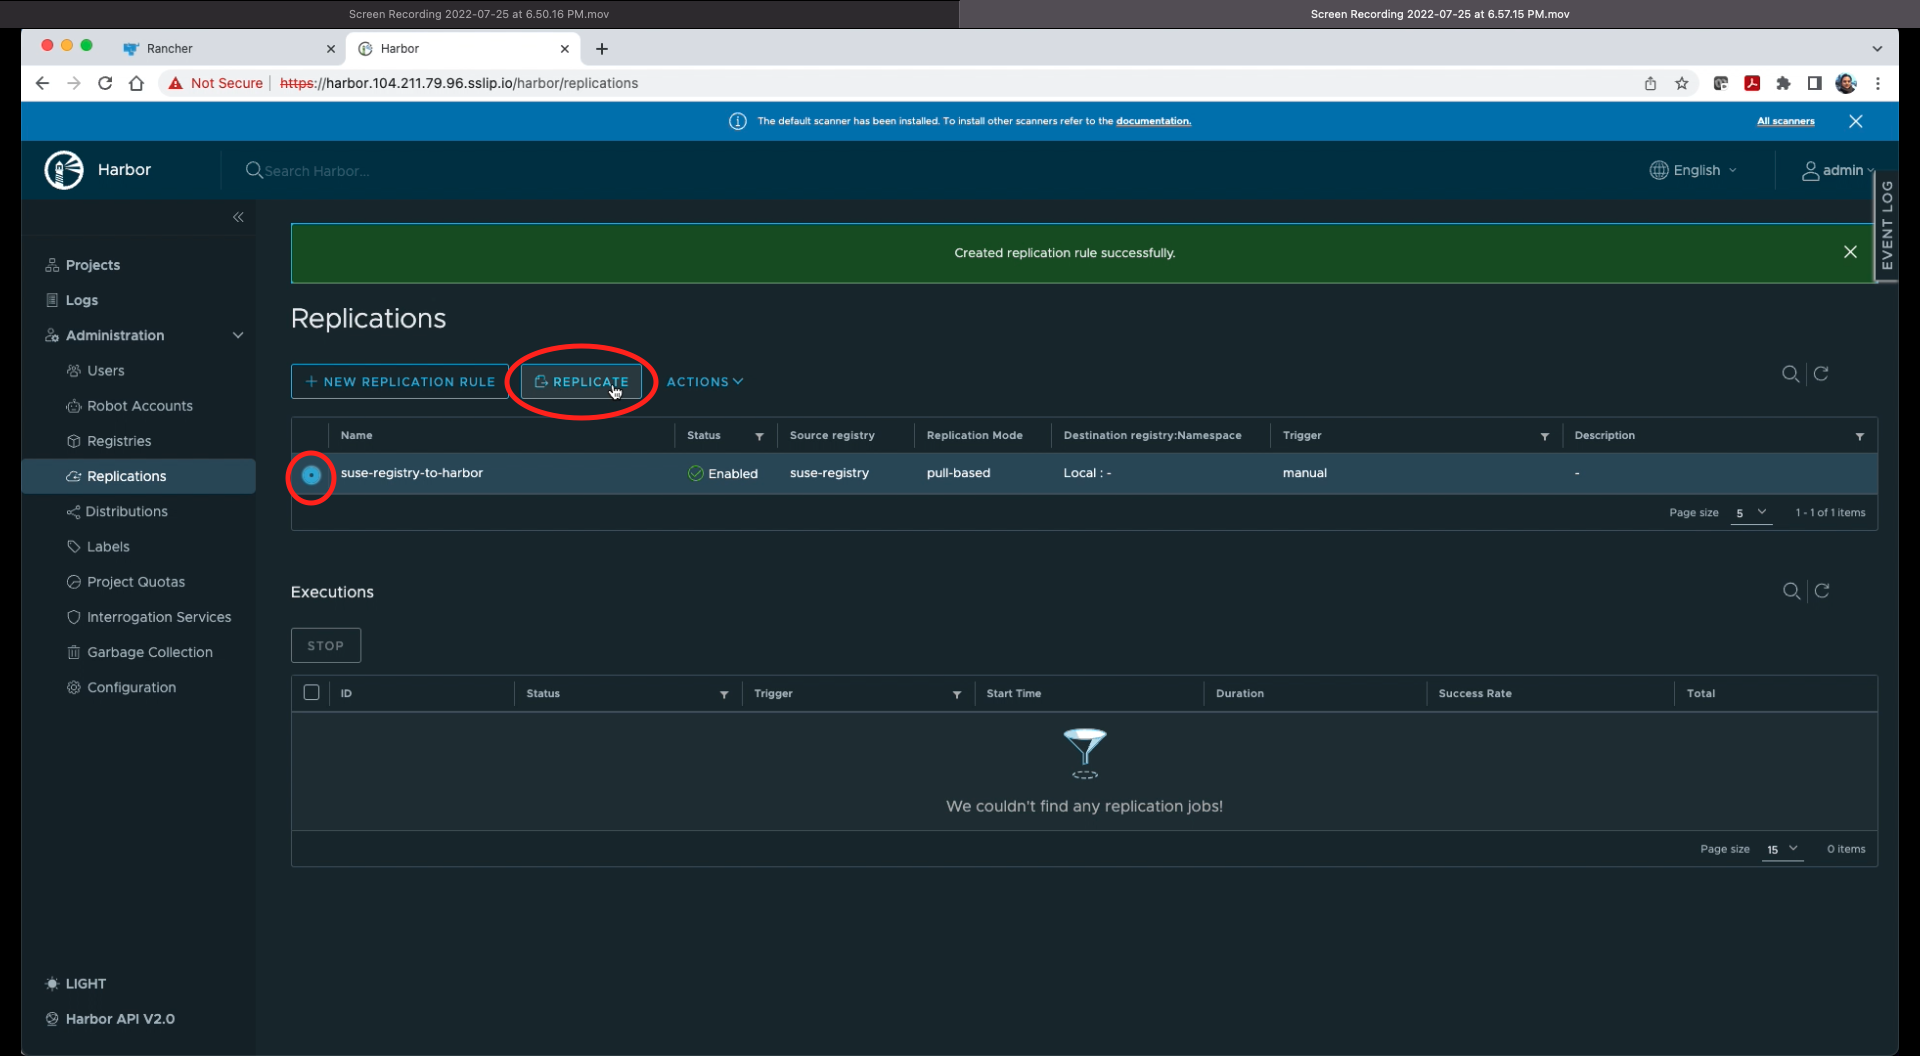 Screen Recording 2022-07-25 at 6.50.16 PM.mov
Screen Recording 2022-07-25 at 6.57.15 PM.mov
Rancher
Harbor
Not Secure https://harbor.104.211.79.96.sslip.io/harbor/replications
The default scanner has been installed. To install other scanners refer to the documentation.
All scanners
Harbor
Search Harbor...
English
admin
EVENT LOG
Created replication rule successfully.
Projects
Logs
Administration
Users
Robot Accounts
Registries
Replications
Distributions
Labels
Project Quotas
Interrogation Services
Garbage Collection
Configuration
LIGHT
Harbor API V2.0
Replications
+ NEW REPLICATION RULE REPLICATE ACTIONS
Name Status Source registry Replication Mode Destination registry:Namespace Trigger Description
suse-registry-to-harbor Enabled suse-registry pull-based Local : - manual -
Page size 5 1 - 1 of 1 items
Executions
STOP
ID Status Trigger Start Time Duration Success Rate Total
We couldn't find any replication jobs!
Page size 15 0 items